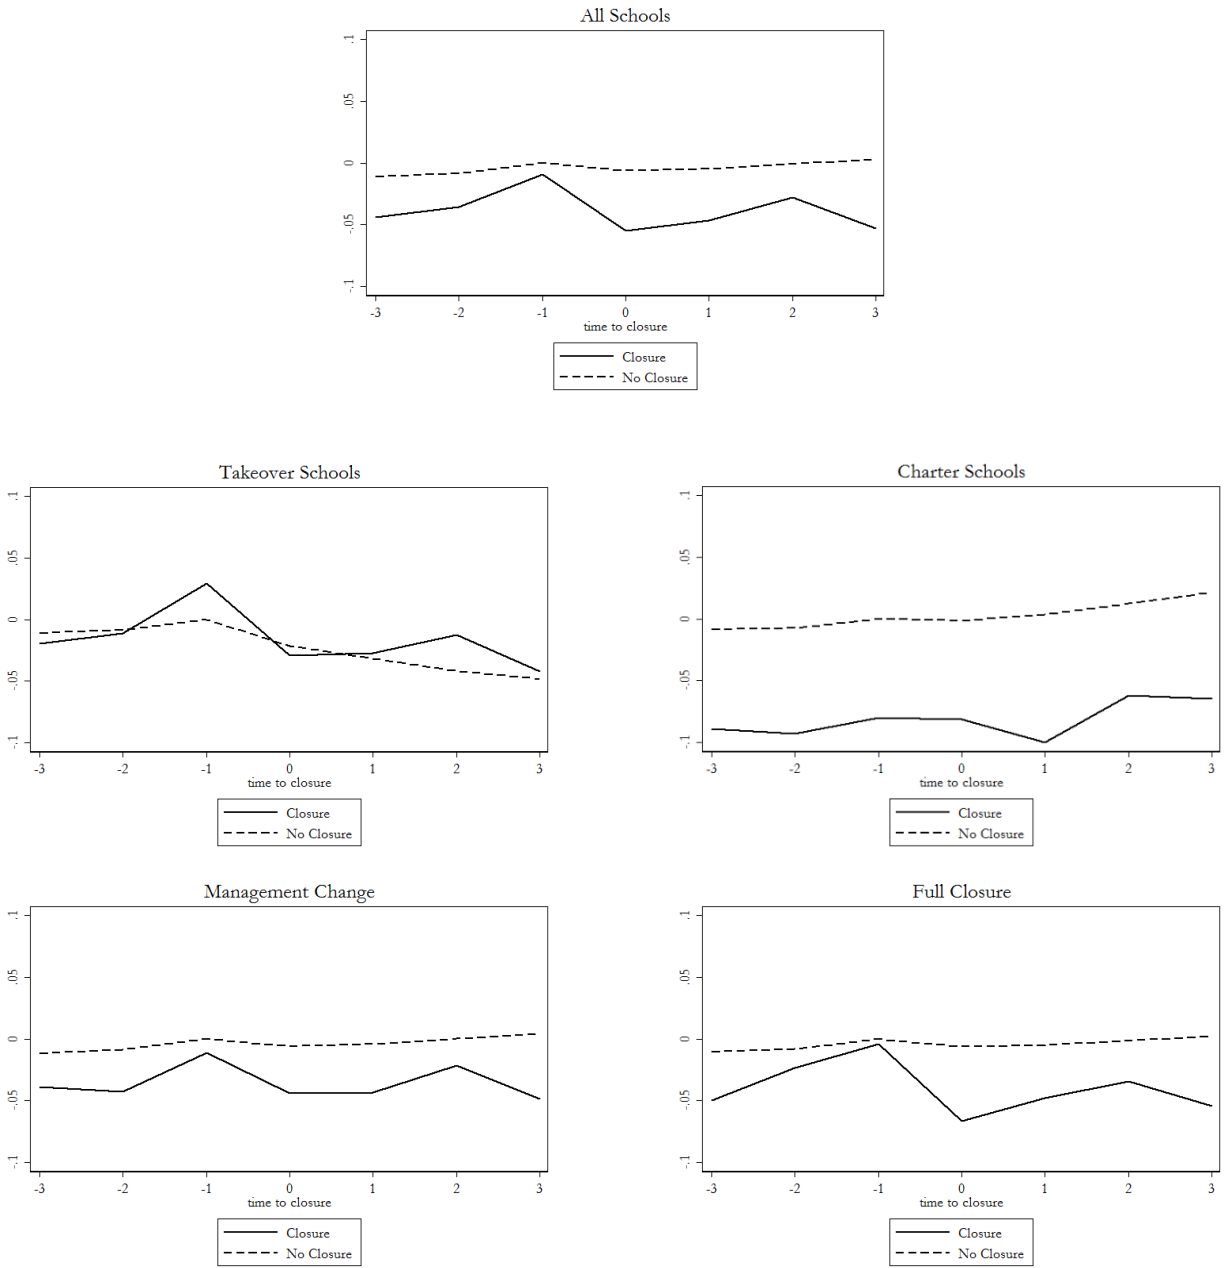 All Schools
.1
.05
0
-.05
-.1
-3 -2 -1 0 1 2 3
time to closure
Closure
No Closure
Takeover Schools
.1
.05
0
-.05
-.1
-3 -2 -1 0 1 2 3
time to closure
Closure
No Closure
Charter Schools
.1
.05
0
-.05
-.1
-3 -2 -1 0 1 2 3
time to closure
Closure
No Closure
Management Change
.1
.05
0
-.05
-.1
-3 -2 -1 0 1 2 3
time to closure
Closure
No Closure
Full Closure
.1
.05
0
-.05
-.1
-3 -2 -1 0 1 2 3
time to closure
Closure
No Closure